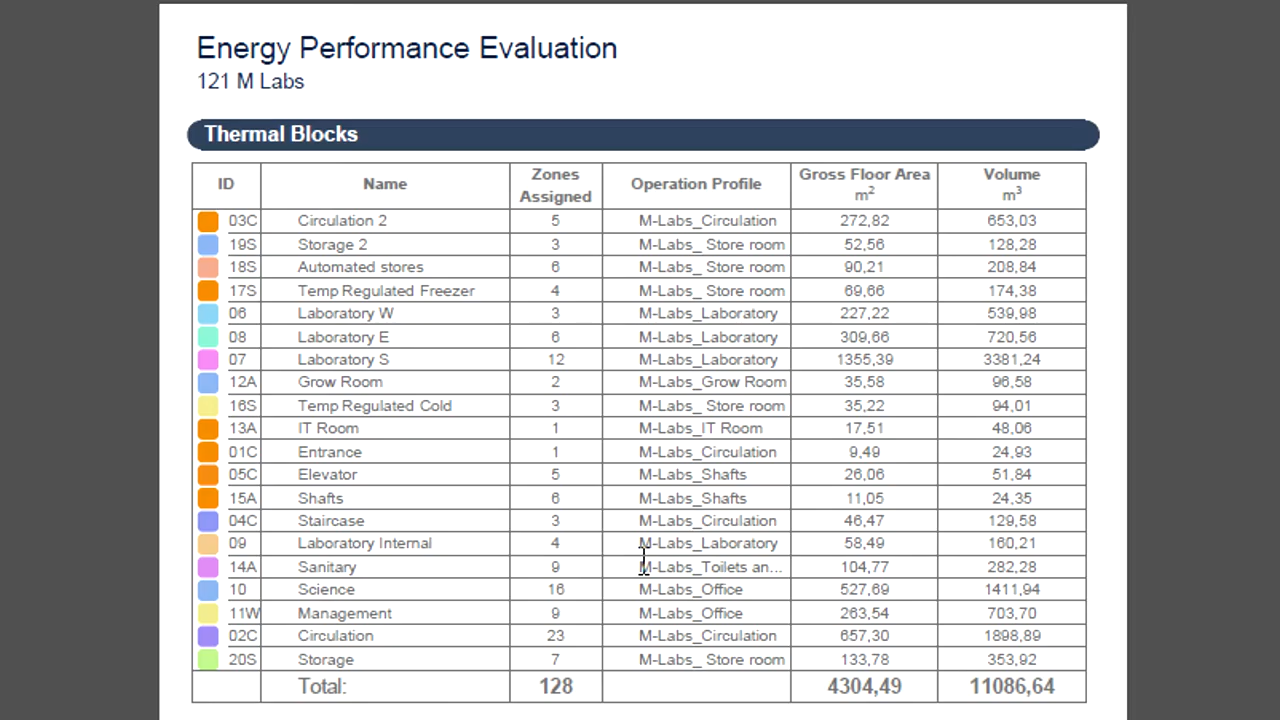 Energy Performance Evaluation
121 M Labs
Thermal Blocks
ID Name Zones Assigned Operation Profile Gross Floor Area m² Volume m³
03C Circulation 2 5 M-Labs_Circulation 272,82 653,03
19S Storage 2 3 M-Labs_ Store room 52,56 128,28
18S Automated stores 6 M-Labs_ Store room 90,21 208,84
17S Temp Regulated Freezer 4 M-Labs_ Store room 69,66 174,38
06 Laboratory W 3 M-Labs_Laboratory 227,22 539,98
08 Laboratory E 6 M-Labs_Laboratory 309,66 720,56
07 Laboratory S 12 M-Labs_Laboratory 1355,39 3381,24
12A Grow Room 2 M-Labs_Grow Room 35,58 96,58
16S Temp Regulated Cold 3 M-Labs_ Store room 35,22 94,01
13A IT Room 1 M-Labs_IT Room 17,51 48,06
01C Entrance 1 M-Labs_Circulation 9,49 24,93
05C Elevator 5 M-Labs_Shafts 26,06 51,84
15A Shafts 6 M-Labs_Shafts 11,05 24,35
04C Staircase 3 M-Labs_Circulation 46,47 129,58
09 Laboratory Internal 4 M-Labs_Laboratory 58,49 160,21
14A Sanitary 9 M-Labs_Toilets an... 104,77 282,28
10 Science 16 M-Labs_Office 527,69 1411,94
11W Management 9 M-Labs_Office 263,54 703,70
02C Circulation 23 M-Labs_Circulation 657,30 1898,89
20S Storage 7 M-Labs_ Store room 133,78 353,92
Total: 128 4304,49 11086,64